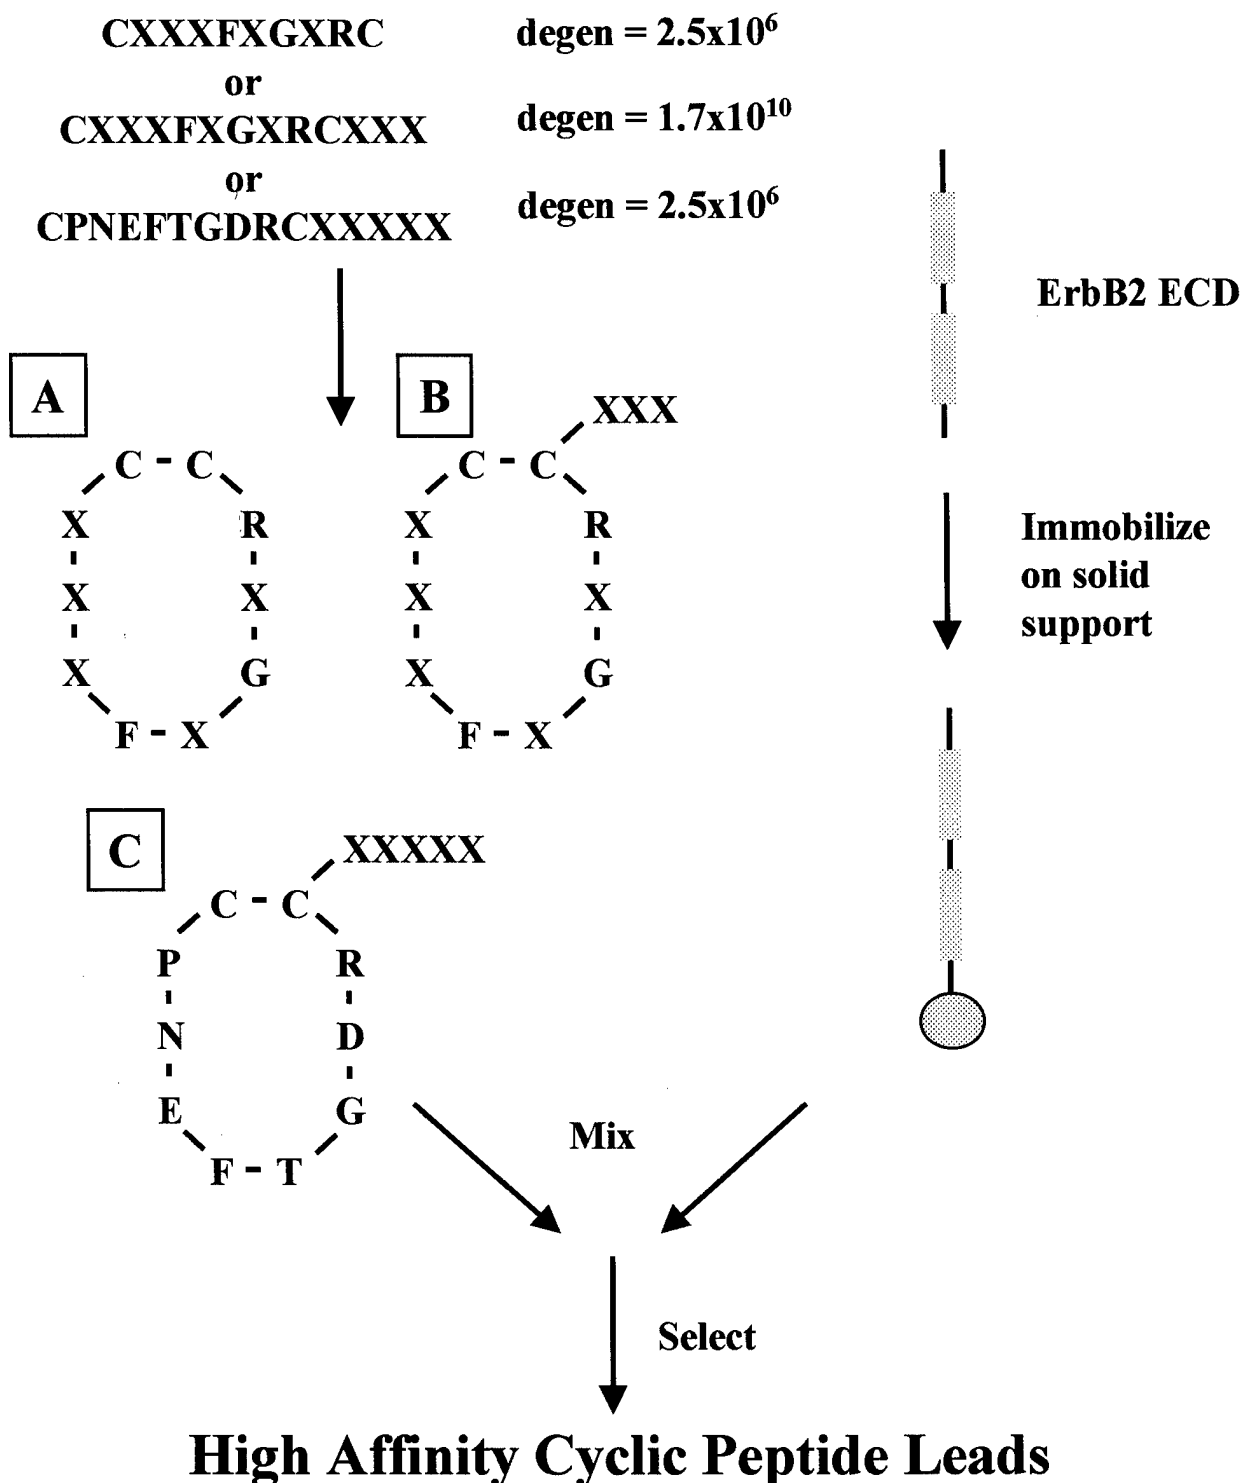 CXXXFXGXRC degen = 2.5x10⁶
or
CXXXFXGXRCXXX degen = 1.7x10¹⁰
or
CPNEFTGDRCXXXXX degen = 2.5x10⁶
ErbB2 ECD
A
B
XXX
C - C
C - C
X R
X R
X X
X X
X G
X G
F - X
F - X
Immobilize
on solid
support
C
XXXXX
C - C
P R
N D
E G
F - T
Mix
Select
High Affinity Cyclic Peptide Leads